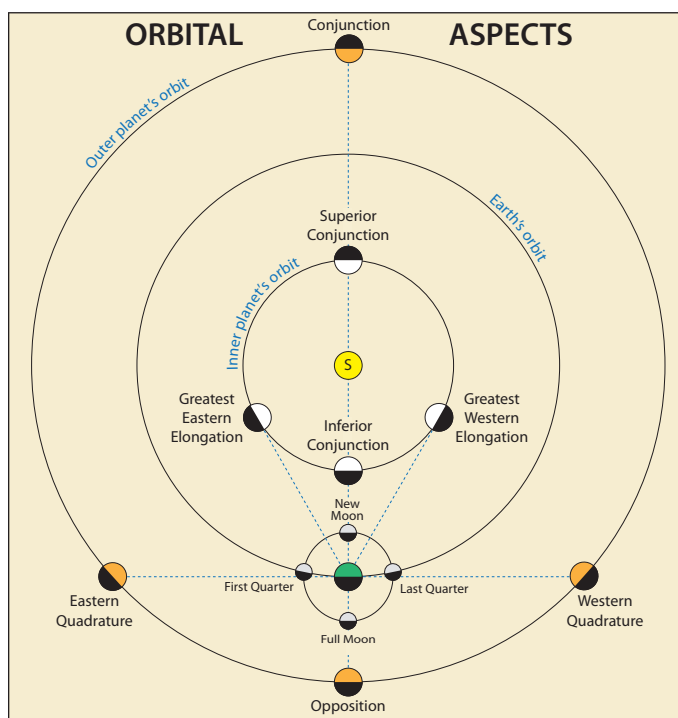 Conjunction
ORBITAL ASPECTS
Outer planet's orbit
Earth's orbit
Superior
Conjunction
Inner planet's orbit
S
Greatest
Eastern
Elongation
Greatest
Western
Elongation
Inferior
Conjunction
New
Moon
First Quarter
Last Quarter
Eastern
Quadrature
Western
Quadrature
Full Moon
Opposition